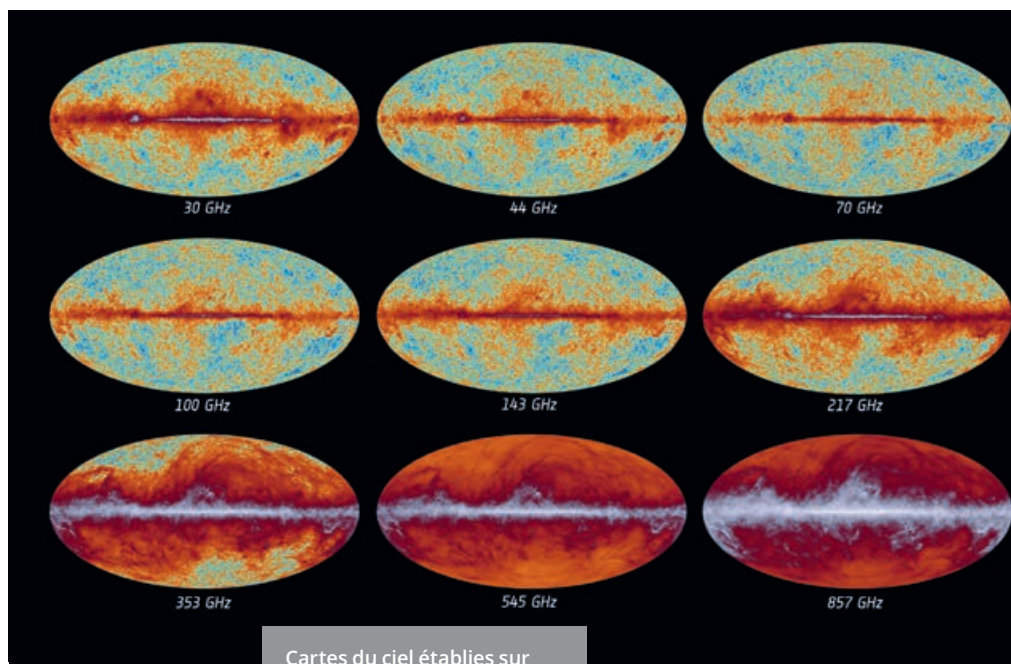 30 GHz
44 GHz
70 GHz
100 GHz
143 GHz
217 GHz
353 GHz
545 GHz
857 GHz
Cartes du ciel établies sur